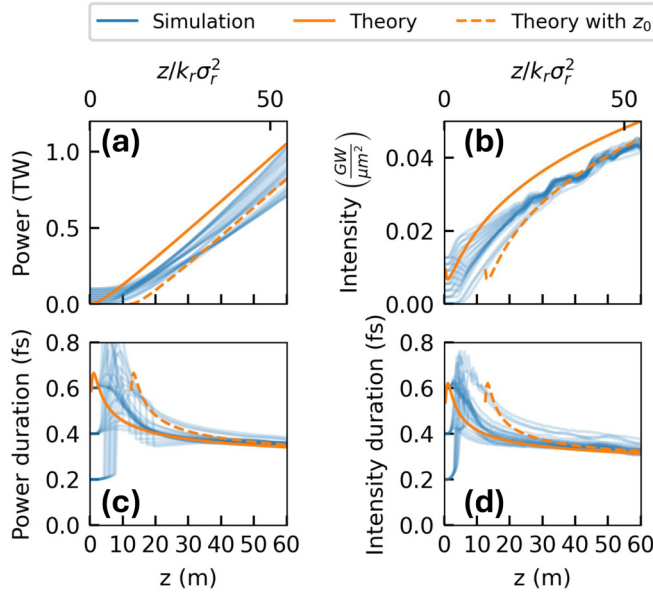 Simulation Theory Theory with z₀
z/kᵣσᵣ² z/kᵣσᵣ²
0 50 0 50
(a) (b)
Power (TW) Intensity (GW/μm²)
1.0 0.5 0.0
0.04 0.02 0.00
(c) (d)
Power duration (fs) Intensity duration (fs)
0.8 0.6 0.4 0.2 0.0
0.8 0.6 0.4 0.2 0.0
0 10 20 30 40 50 60 0 10 20 30 40 50 60
z (m) z (m)